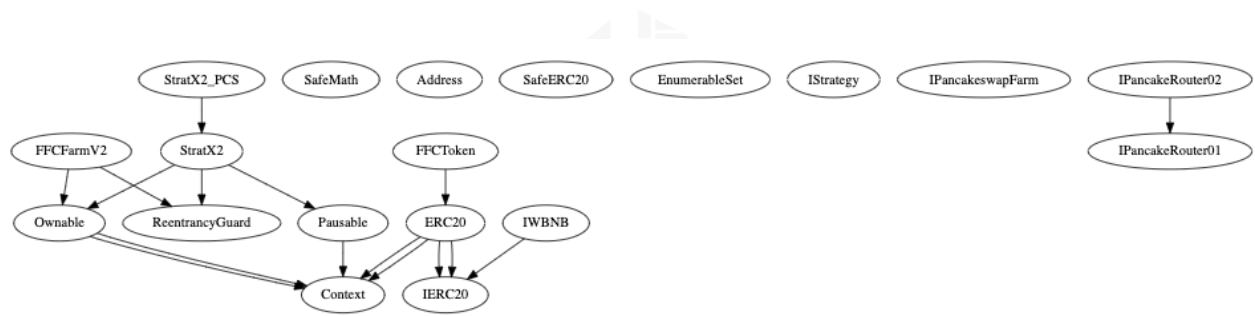 StratX2_PCS
SafeMath
Address
SafeERC20
EnumerableSet
IStrategy
IPancakeswapFarm
IPancakeRouter02
FFCFarmV2
StratX2
FFCToken
IPancakeRouter01
Ownable
ReentrancyGuard
Pausable
ERC20
IWBNB
Context
IERC20